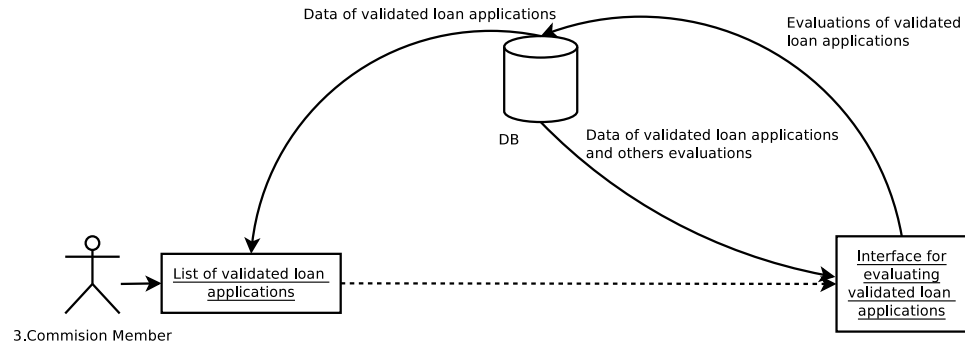 Data of validated loan applications
Evaluations of validated
loan applications
DB
Data of validated loan applications
and others evaluations
List of validated loan
applications
Interface for
evaluating
validated loan
applications
3.Commision Member